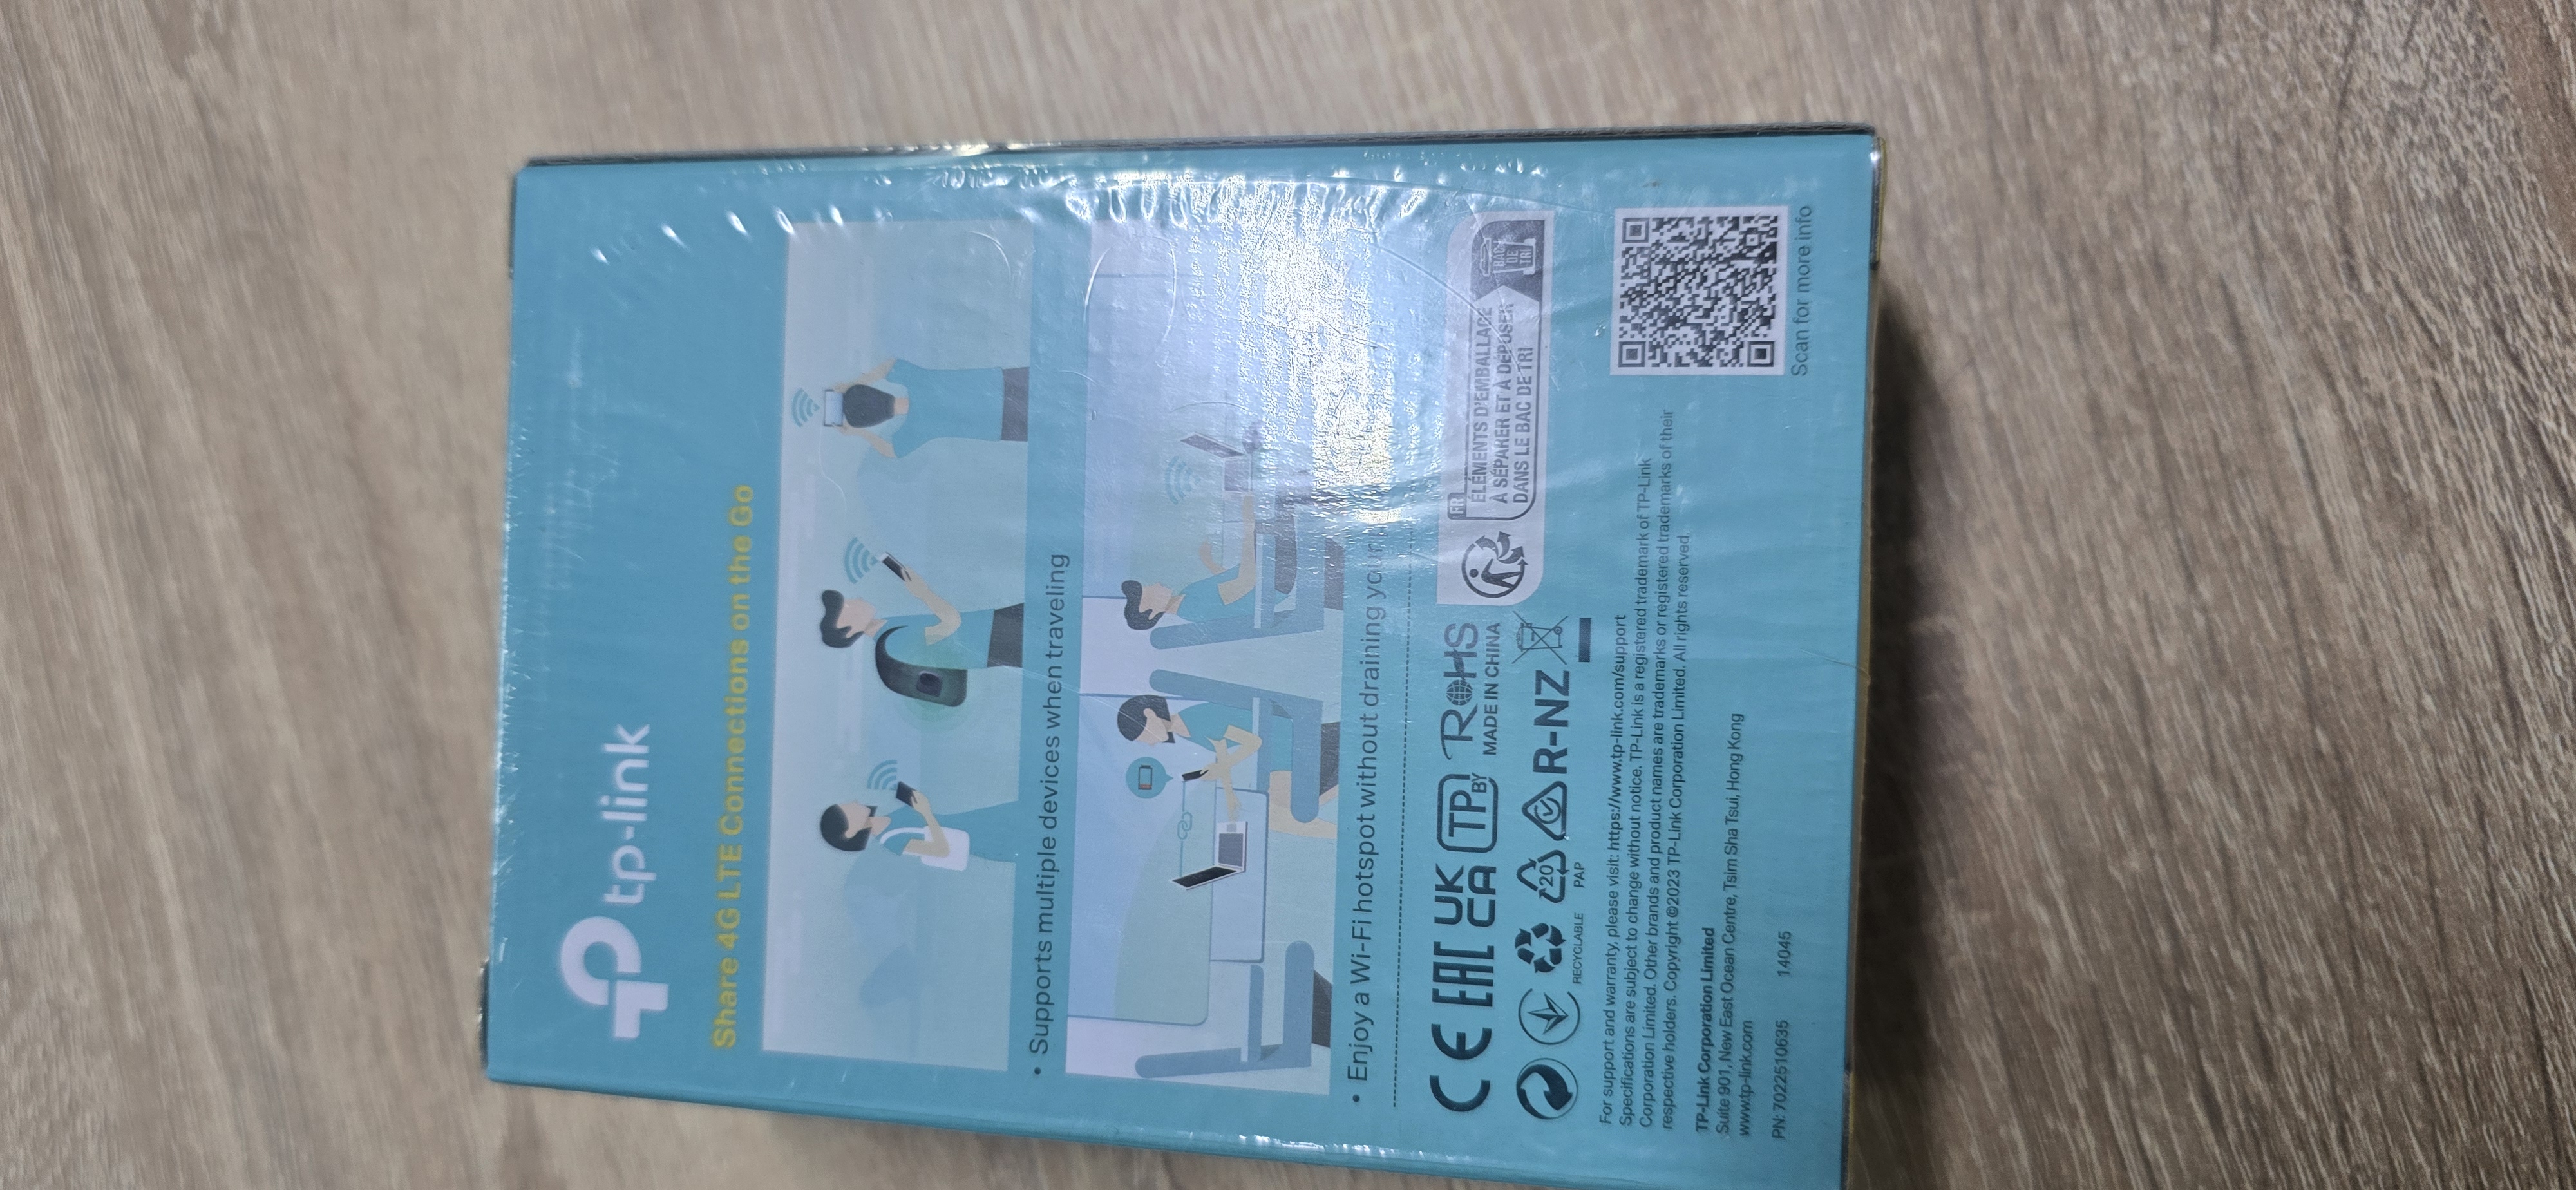 tp-link
Share 4G LTE Connections on the Go
• Supports multiple devices when traveling
• Enjoy a Wi-Fi hotspot without draining your
CE EAC UK CA TP BY RoHS
MADE IN CHINA
RECYCLABLE
20
PAP
R-NZ
FR
ÉLÉMENTS D'EMBALLAGE
À SÉPARER ET À DÉPOSER
DANS LE BAC DE TRI
BAC
DE
TRI
For support and warranty, please visit: https://www.tp-link.com/support
Specifications are subject to change without notice. TP-Link is a registered trademark of TP-Link
Corporation Limited. Other brands and product names are trademarks or registered trademarks of their
respective holders. Copyright ©2023 TP-Link Corporation Limited. All rights reserved.
TP-Link Corporation Limited
Suite 901, New East Ocean Centre, Tsim Sha Tsui, Hong Kong
www.tp-link.com
PN: 7022510635 14045
Scan for more info